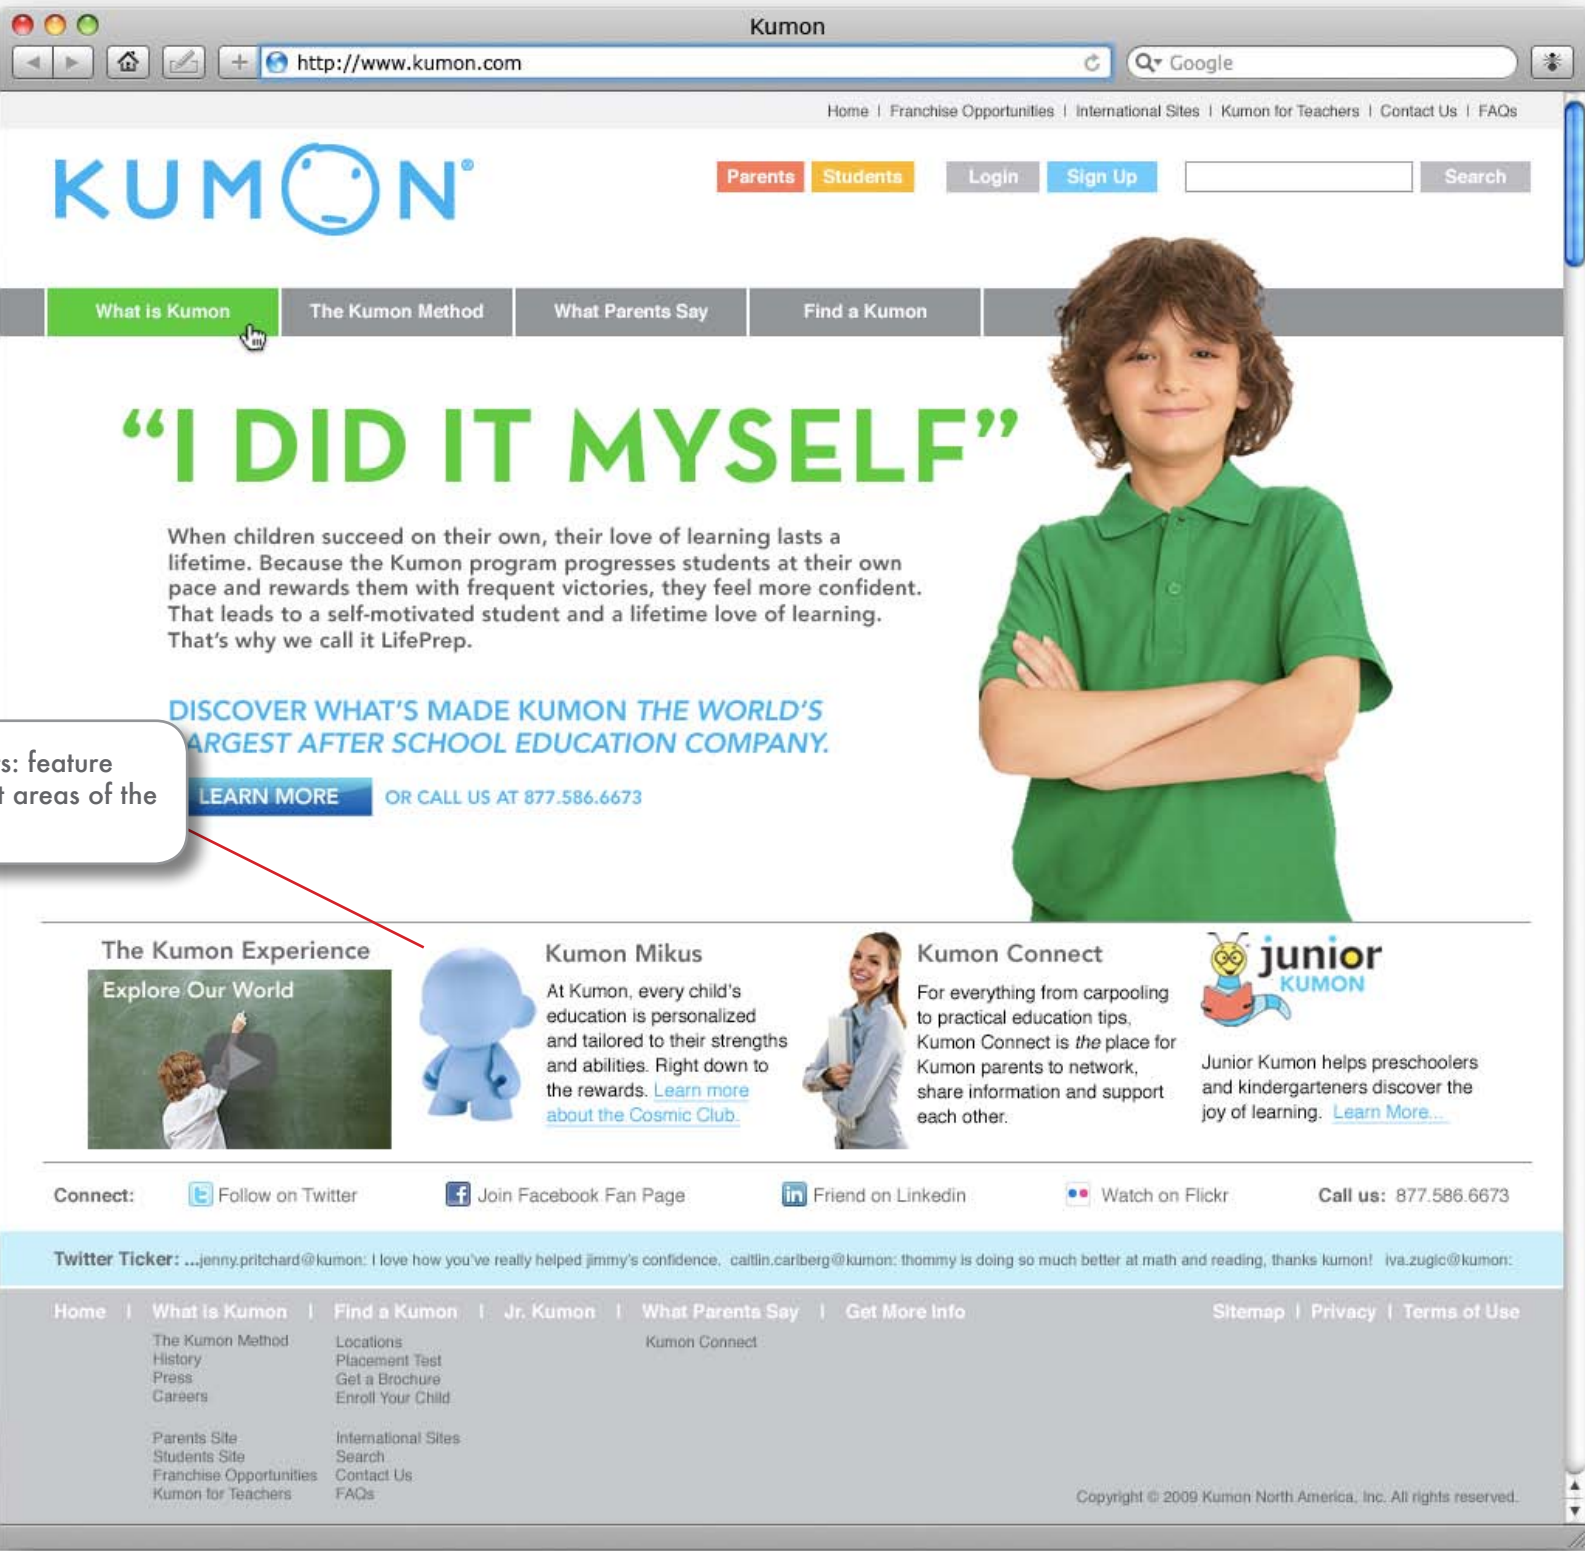 Kumon
http://www.kumon.com
Google
Home | Franchise Opportunities | International Sites | Kumon for Teachers | Contact Us | FAQs
KUMON®
Parents Students Login Sign Up Search
What is Kumon The Kumon Method What Parents Say Find a Kumon
“I DID IT MYSELF”
When children succeed on their own, their love of learning lasts a
lifetime. Because the Kumon program progresses students at their own
pace and rewards them with frequent victories, they feel more confident.
That leads to a self-motivated student and a lifetime love of learning.
That’s why we call it LifePrep.
DISCOVER WHAT’S MADE KUMON THE WORLD’S
ARGEST AFTER SCHOOL EDUCATION COMPANY.
s: feature
t areas of the
LEARN MORE OR CALL US AT 877.586.6673
The Kumon Experience
Explore Our World
Kumon Mikus
At Kumon, every child’s
education is personalized
and tailored to their strengths
and abilities. Right down to
the rewards. Learn more
about the Cosmic Club.
Kumon Connect
For everything from carpooling
to practical education tips,
Kumon Connect is the place for
Kumon parents to network,
share information and support
each other.
junior
KUMON
Junior Kumon helps preschoolers
and kindergarteners discover the
joy of learning. Learn More...
Connect: Follow on Twitter Join Facebook Fan Page Friend on Linkedin Watch on Flickr Call us: 877.586.6673
Twitter Ticker: ...jenny.pritchard@kumon: I love how you’ve really helped jimmy’s confidence. caitlin.carlberg@kumon: thommy is doing so much better at math and reading, thanks kumon! iva.zugic@kumon:
Home | What is Kumon | Find a Kumon | Jr. Kumon | What Parents Say | Get More Info Sitemap | Privacy | Terms of Use
The Kumon Method Locations Kumon Connect
History Placement Test
Press Get a Brochure
Careers Enroll Your Child
Parents Site International Sites
Students Site Search
Franchise Opportunities Contact Us
Kumon for Teachers FAQs
Copyright © 2009 Kumon North America, Inc. All rights reserved.